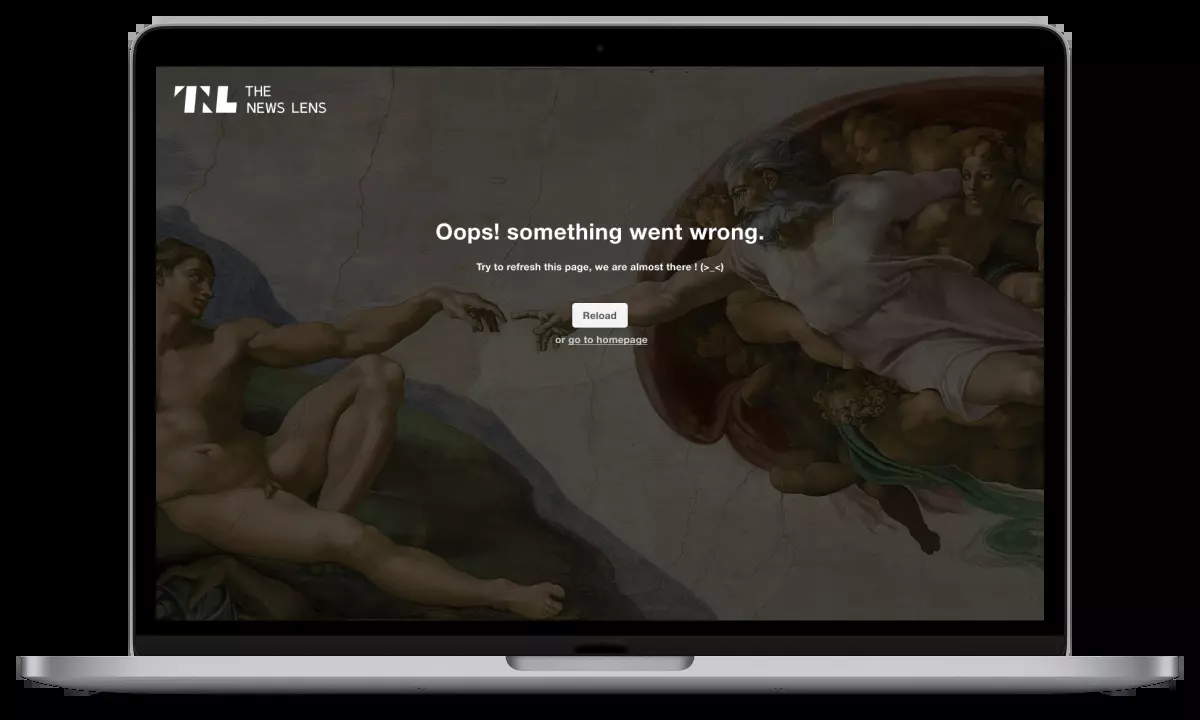 TNL THE
NEWS LENS
Oops! something went wrong.
Try to refresh this page, we are almost there ! (>_<)
Reload
or go to homepage